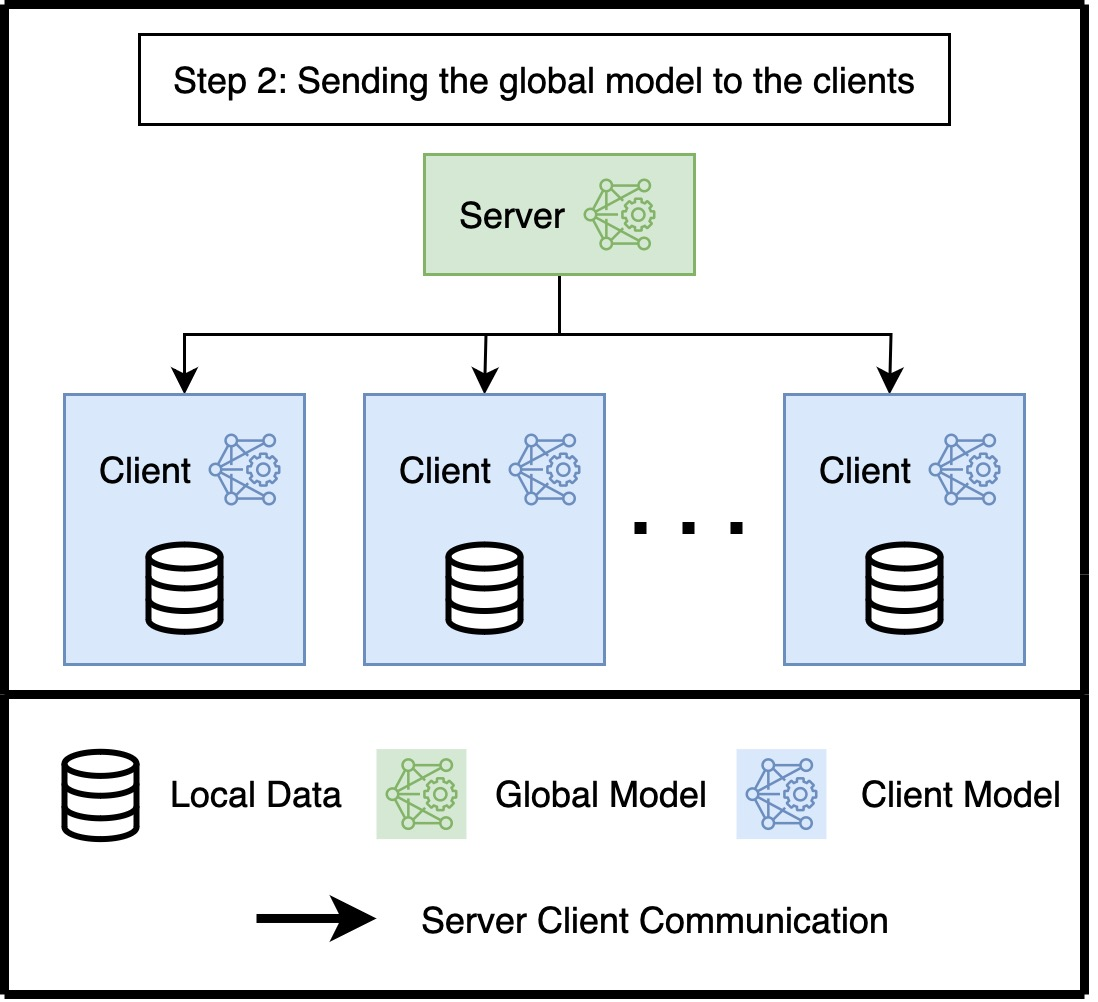 Step 2: Sending the global model to the clients
Server
Client
Client
Client
Local Data
Global Model
Client Model
Server Client Communication